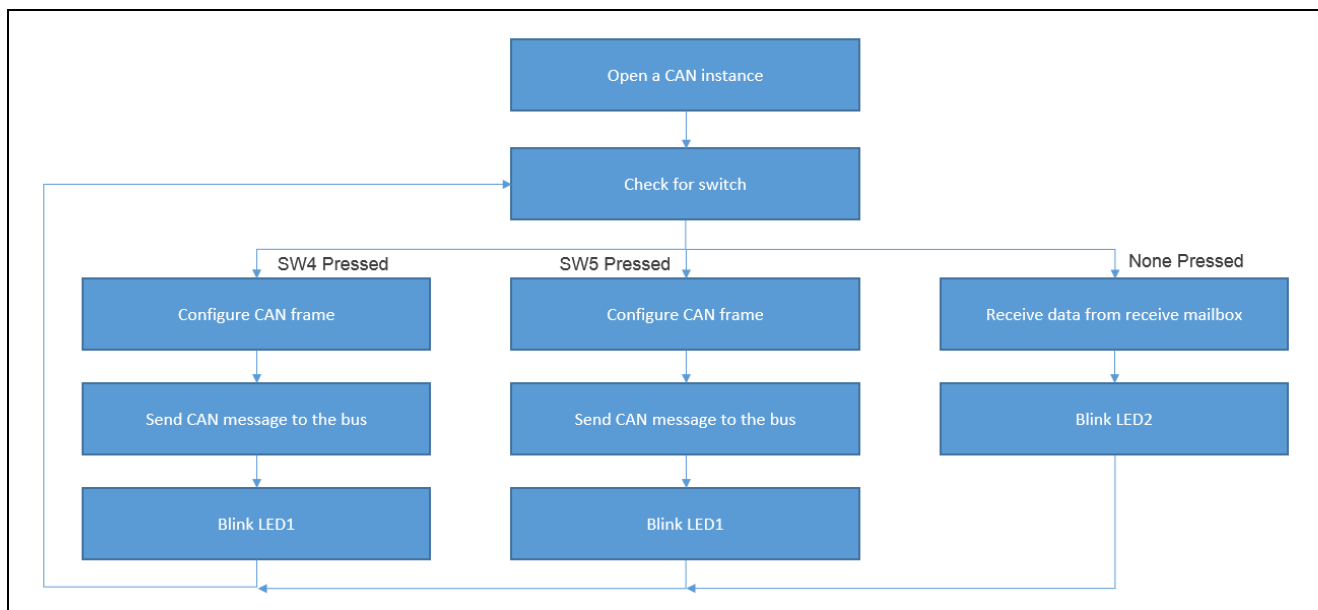 Open a CAN instance
Check for switch
SW4 Pressed
SW5 Pressed
None Pressed
Configure CAN frame
Configure CAN frame
Receive data from receive mailbox
Send CAN message to the bus
Send CAN message to the bus
Blink LED2
Blink LED1
Blink LED1